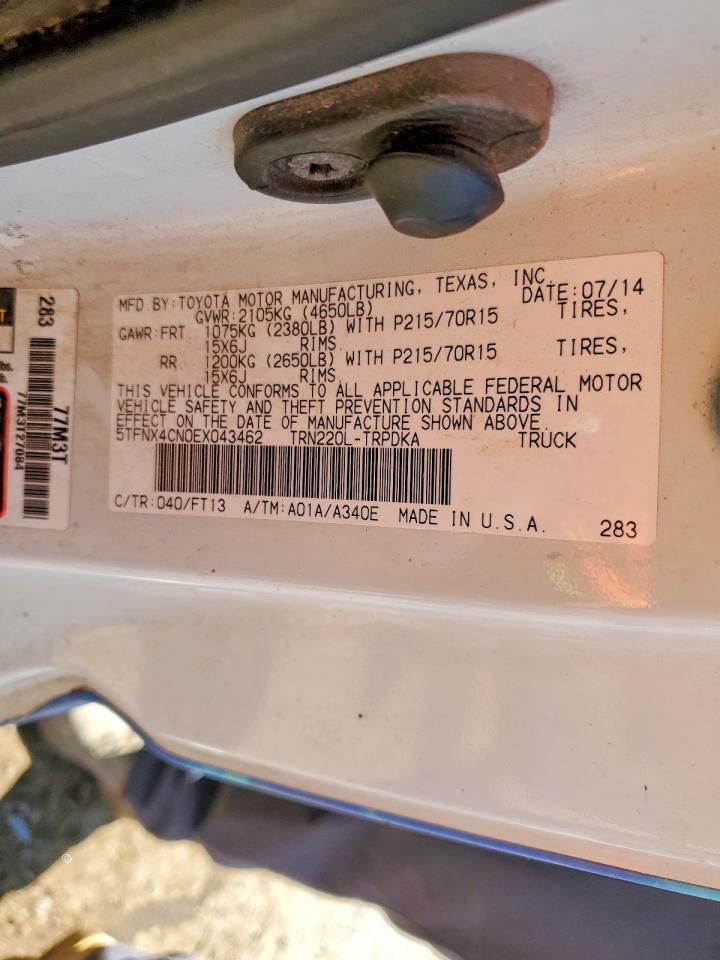 MFD. BY: TOYOTA MOTOR MANUFACTURING, TEXAS, INC.
GVWR: 2105KG (4650LB) DATE: 07/14
GAWR: FRT. 1075KG (2380LB) WITH P215/70R15 TIRES,
15X6J RIMS.
RR. 1200KG (2650LB) WITH P215/70R15 TIRES,
15X6J RIMS.
THIS VEHICLE CONFORMS TO ALL APPLICABLE FEDERAL MOTOR
VEHICLE SAFETY AND THEFT PREVENTION STANDARDS IN
EFFECT ON THE DATE OF MANUFACTURE SHOWN ABOVE.
5TFNX4CN0EX043462 TRN220L-TRPDKA TRUCK
C/TR: 040/FT13 A/TM: A01A/A340E MADE IN U.S.A. 283
283
77M3T
77M3T27084
lbs.